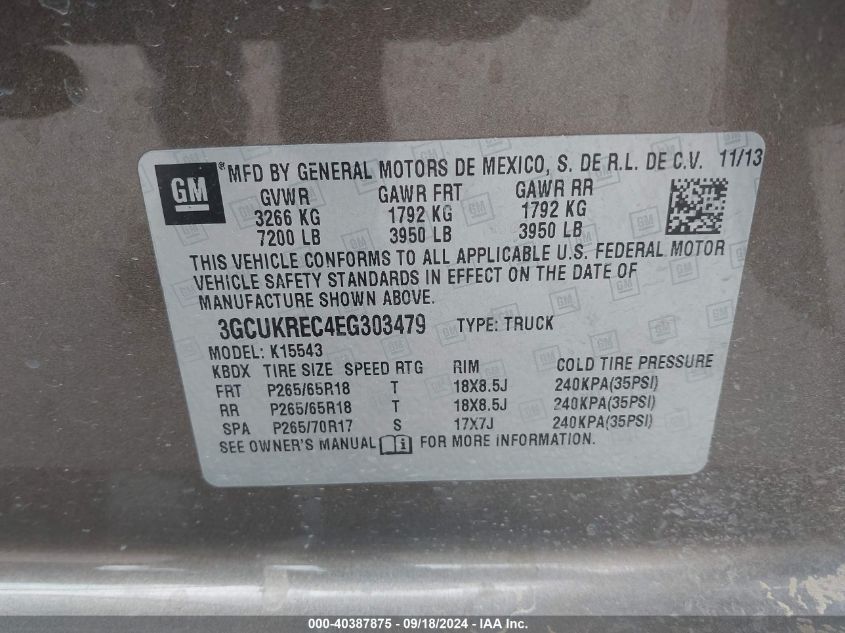 GM ® MFD BY GENERAL MOTORS DE MEXICO, S. DE R.L. DE C.V. 11/13
GVWR GAWR FRT GAWR RR
3266 KG 1792 KG 1792 KG
7200 LB 3950 LB 3950 LB
THIS VEHICLE CONFORMS TO ALL APPLICABLE U.S. FEDERAL MOTOR
VEHICLE SAFETY STANDARDS IN EFFECT ON THE DATE OF
MANUFACTURE SHOWN ABOVE.
3GCUKREC4EG303479 TYPE: TRUCK
MODEL: K15543
KBDX TIRE SIZE SPEED RTG RIM COLD TIRE PRESSURE
FRT P265/65R18 T 18X8.5J 240KPA(35PSI)
RR P265/65R18 T 18X8.5J 240KPA(35PSI)
SPA P265/70R17 S 17X7J 240KPA(35PSI)
SEE OWNER'S MANUAL FOR MORE INFORMATION.
000-40387875 - 09/18/2024 - IAA Inc.